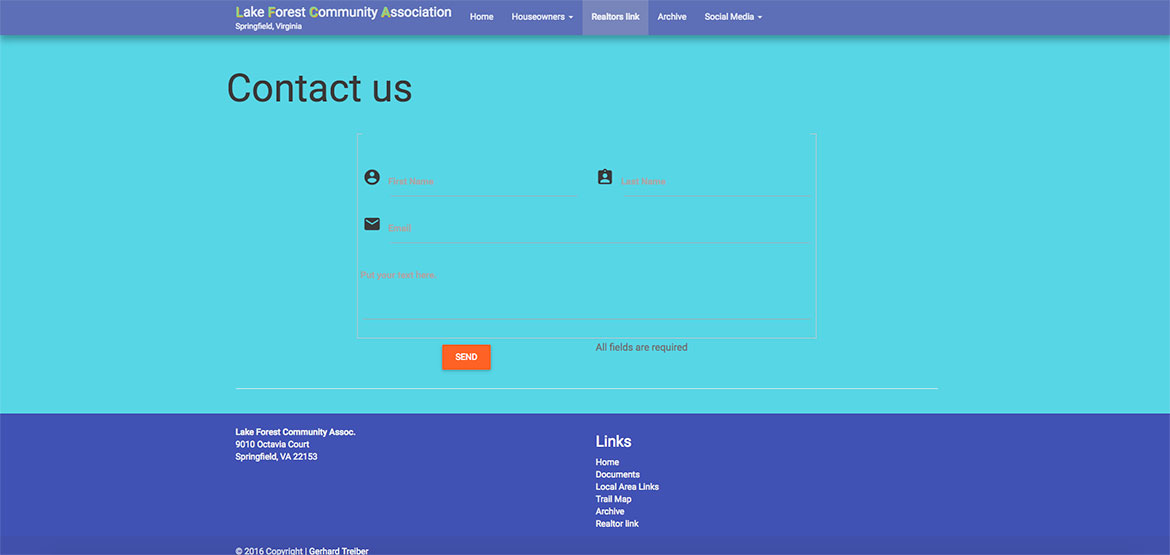 Lake Forest Community Association
Springfield, Virginia
Home Houseowners Realtors link Archive Social Media
Contact us
First Name Last Name
Email
Put your text here.
SEND
All fields are required
Lake Forest Community Assoc.
9010 Octavia Court
Springfield, VA 22153
Links
Home
Documents
Local Area Links
Trail Map
Archive
Realtor link
© 2016 Copyright | Gerhard Treiber